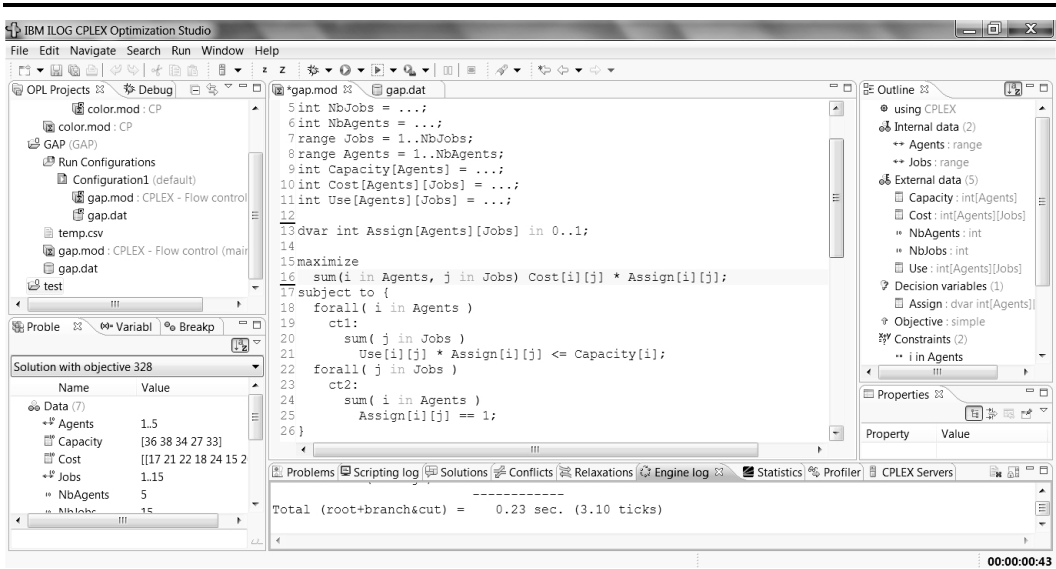 IBM ILOG CPLEX Optimization Studio
File Edit Navigate Search Run Window Help
OPL Projects Debug
color.mod : CP
color.mod : CP
GAP (GAP)
Run Configurations
Configuration1 (default)
gap.mod : CPLEX - Flow control
gap.dat
temp.csv
gap.mod : CPLEX - Flow control (mair
gap.dat
test
Proble Variabl Breakp
Solution with objective 328
Name Value
Data (7)
Agents 1..5
Capacity [36 38 34 27 33]
Cost [[17 21 22 18 24 15 2
Jobs 1..15
NbAgents 5
NbJobs 15
*gap.mod gap.dat
5 int NbJobs = ...;
6 int NbAgents = ...;
7 range Jobs = 1..NbJobs;
8 range Agents = 1..NbAgents;
9 int Capacity[Agents] = ...;
10 int Cost[Agents][Jobs] = ...;
11 int Use[Agents][Jobs] = ...;
12
13 dvar int Assign[Agents][Jobs] in 0..1;
14
15 maximize
16 sum(i in Agents, j in Jobs) Cost[i][j] * Assign[i][j];
17 subject to {
18 forall( i in Agents )
19 ct1:
20 sum( j in Jobs )
21 Use[i][j] * Assign[i][j] <= Capacity[i];
22 forall( j in Jobs )
23 ct2:
24 sum( i in Agents )
25 Assign[i][j] == 1;
26 }
Outline
using CPLEX
Internal data (2)
Agents : range
Jobs : range
External data (5)
Capacity : int[Agents]
Cost : int[Agents][Jobs]
NbAgents : int
NbJobs : int
Use : int[Agents][Jobs]
Decision variables (1)
Assign : dvar int[Agents][
Objective : simple
Constraints (2)
i in Agents
Properties
Property Value
Problems Scripting log Solutions Conflicts Relaxations Engine log Statistics Profiler CPLEX Servers
------------
Total (root+branch&cut) = 0.23 sec. (3.10 ticks)
00:00:00:43